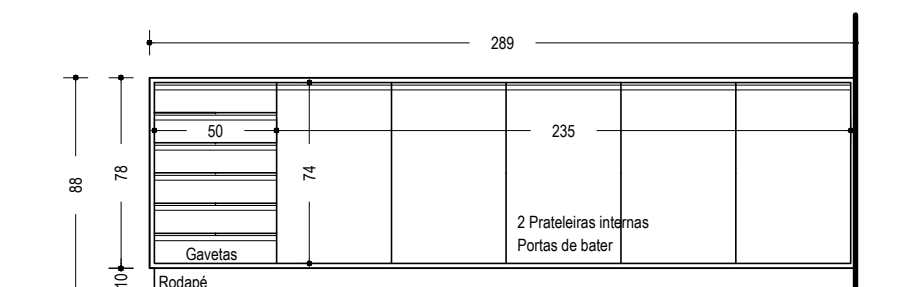 289
50
235
88
78
74
2 Prateleiras internas
Portas de bater
Gavetas
10
Rodapé